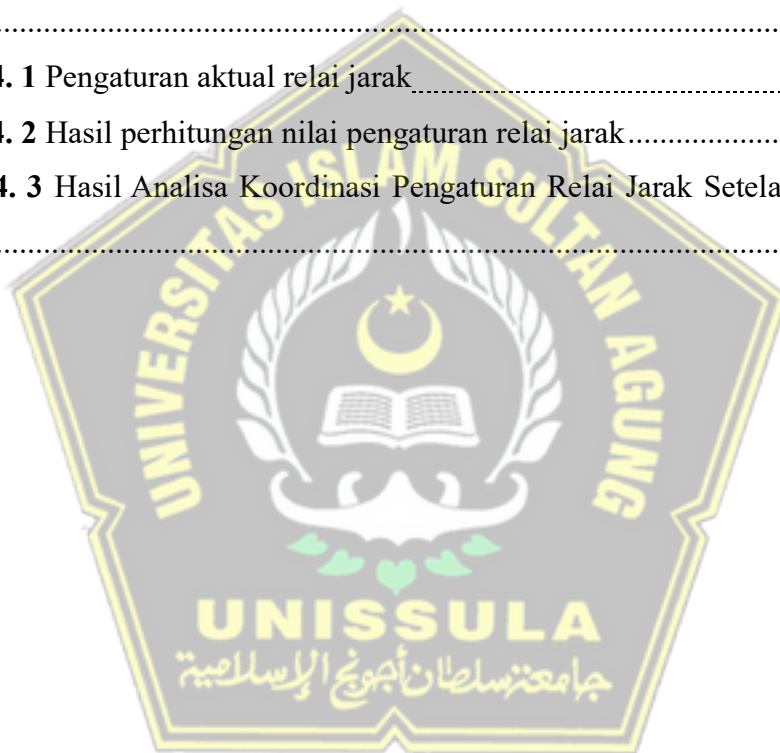 4. 1 Pengaturan aktual relai jarak
4. 2 Hasil perhitungan nilai pengaturan relai jarak
4. 3 Hasil Analisa Koordinasi Pengaturan Relai Jarak Setela
UNIVERSITAS ISLAM SULTAN AGUNG
UNISSULA
جامعة سلطان أجونج الإسلامية